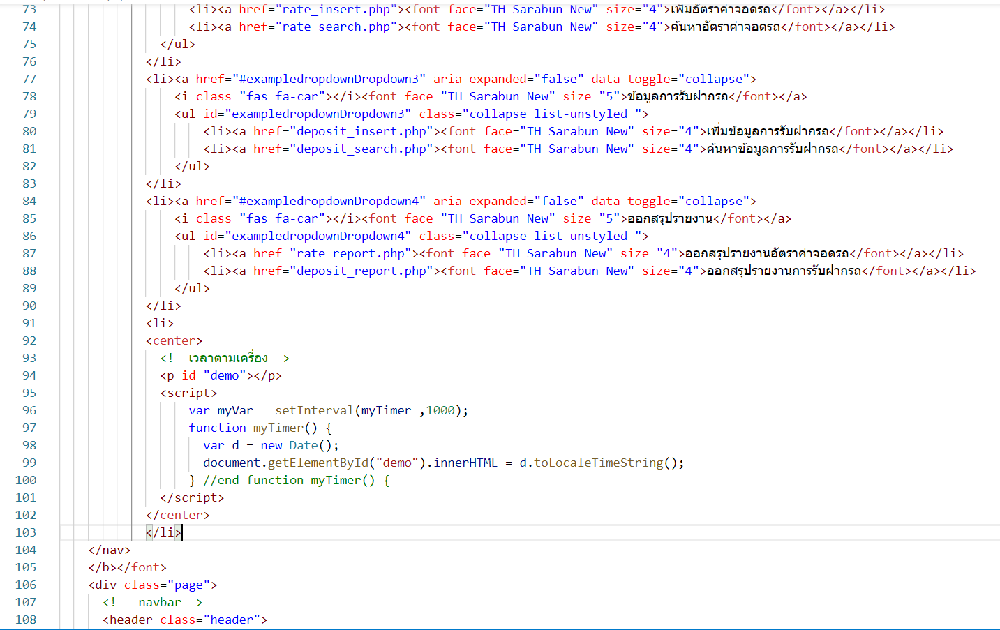 73 <li><a href="rate_insert.php"><font face="TH Sarabun New" size="4">เพิ่มอัตราค่าจอดรถ</font></a></li>
74 <li><a href="rate_search.php"><font face="TH Sarabun New" size="4">ค้นหาอัตราค่าจอดรถ</font></a></li>
75 </ul>
76 </li>
77 <li><a href="#exampledropdownDropdown3" aria-expanded="false" data-toggle="collapse">
78 <i class="fas fa-car"></i><font face="TH Sarabun New" size="5">ข้อมูลการรับฝากรถ</font></a>
79 <ul id="exampledropdownDropdown3" class="collapse list-unstyled ">
80 <li><a href="deposit_insert.php"><font face="TH Sarabun New" size="4">เพิ่มข้อมูลการรับฝากรถ</font></a></li>
81 <li><a href="deposit_search.php"><font face="TH Sarabun New" size="4">ค้นหาข้อมูลการรับฝากรถ</font></a></li>
82 </ul>
83 </li>
84 <li><a href="#exampledropdownDropdown4" aria-expanded="false" data-toggle="collapse">
85 <i class="fas fa-car"></i><font face="TH Sarabun New" size="5">ออกสรุปรายงาน</font></a>
86 <ul id="exampledropdownDropdown4" class="collapse list-unstyled ">
87 <li><a href="rate_report.php"><font face="TH Sarabun New" size="4">ออกสรุปรายงานอัตราค่าจอดรถ</font></a></li>
88 <li><a href="deposit_report.php"><font face="TH Sarabun New" size="4">ออกสรุปรายงานการรับฝากรถ</font></a></li>
89 </ul>
90 </li>
91 <li>
92 <center>
93 <!--เวลาตามเครื่อง-->
94 <p id="demo"></p>
95 <script>
96 var myVar = setInterval(myTimer ,1000);
97 function myTimer() {
98 var d = new Date();
99 document.getElementById("demo").innerHTML = d.toLocaleTimeString();
100 } //end function myTimer() {
101 </script>
102 </center>
103 </li>
104 </nav>
105 </b></font>
106 <div class="page">
107 <!-- navbar-->
108 <header class="header">